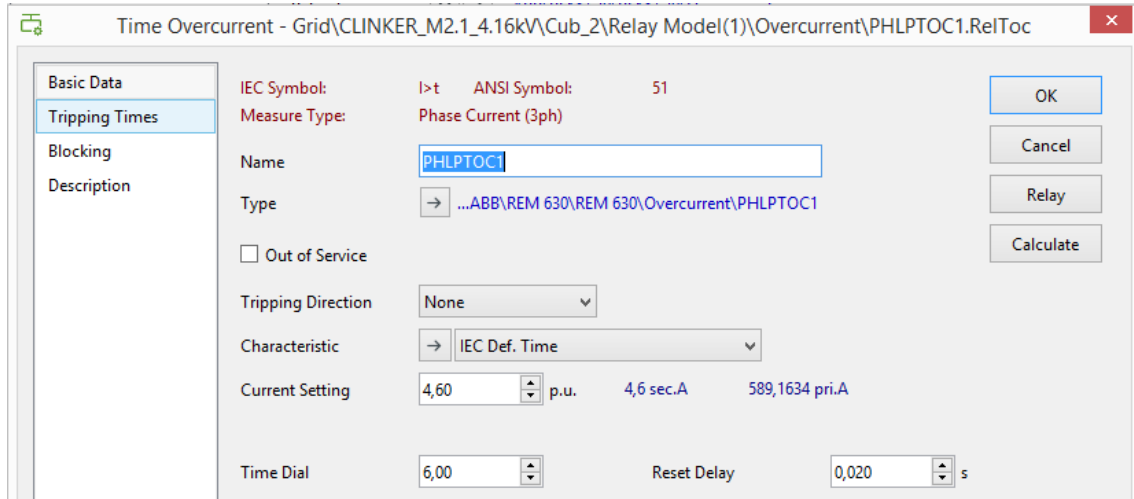 Time Overcurrent - Grid\CLINKER_M2.1_4.16kV\Cub_2\Relay Model(1)\Overcurrent\PHLPTOC1.RelToc
Basic Data
Tripping Times
Blocking
Description
IEC Symbol: I>t ANSI Symbol: 51
Measure Type: Phase Current (3ph)
Name PHLPTOC1
Type ...ABB\REM 630\REM 630\Overcurrent\PHLPTOC1
Out of Service
Tripping Direction None
Characteristic IEC Def. Time
Current Setting 4,60 p.u. 4,6 sec.A 589,1634 pri.A
Time Dial 6,00 Reset Delay 0,020 s
OK
Cancel
Relay
Calculate